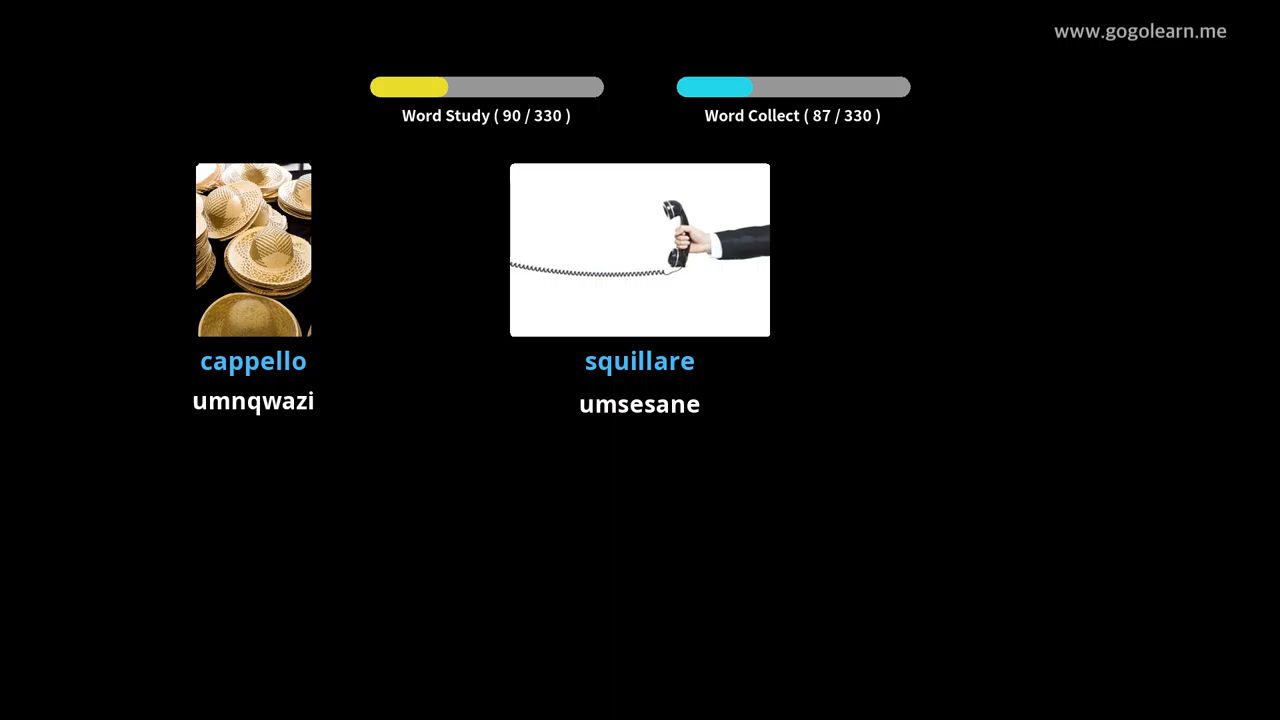 www.gogolearn.me
Word Study ( 90 / 330 )
Word Collect ( 87 / 330 )
cappello
umnqwazi
squillare
umsesane